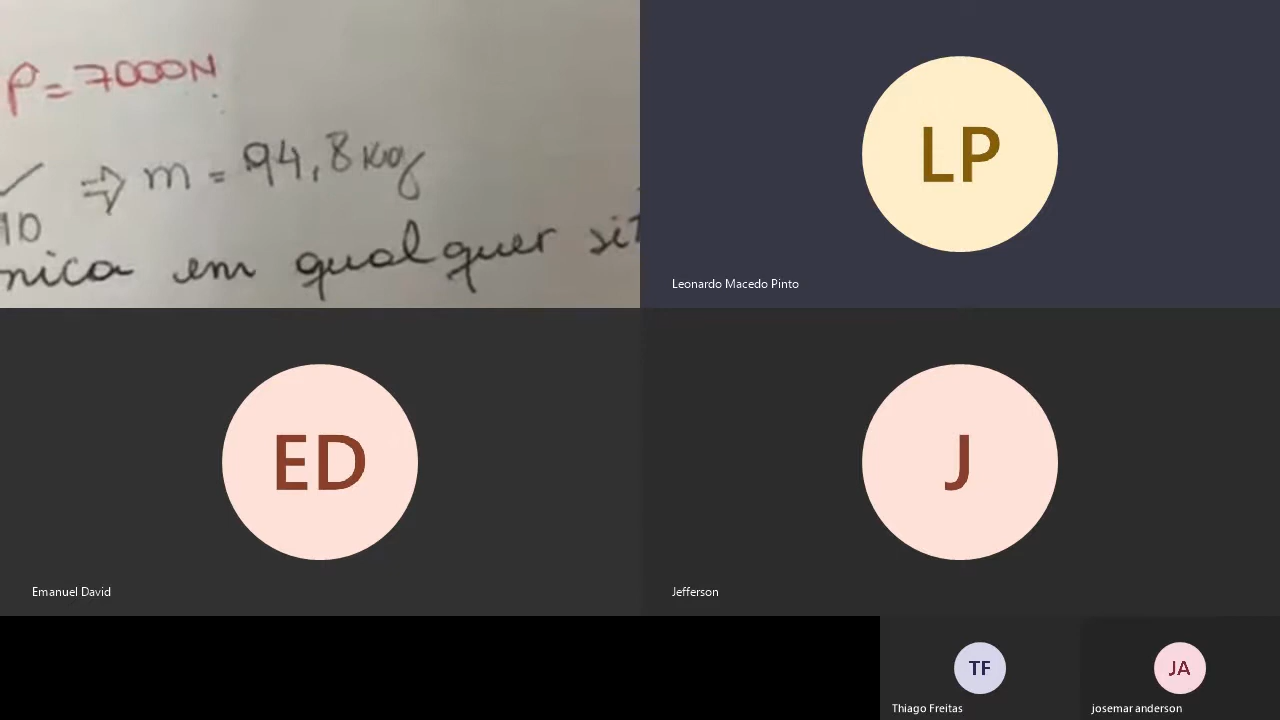 P = 7000N
10 ⇒ m = 94,8 Kg
nica em qualquer sit
LP
Leonardo Macedo Pinto
ED
Emanuel David
J
Jefferson
TF
Thiago Freitas
JA
josemar anderson